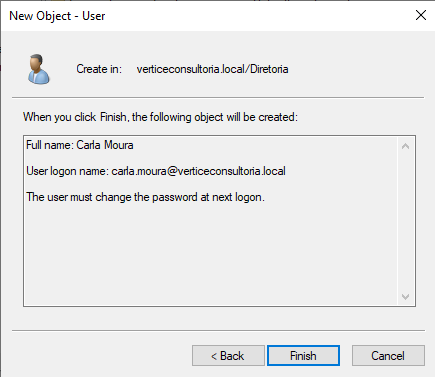 New Object - User
Create in: verticeconsultoria.local/Diretoria
When you click Finish, the following object will be created:
Full name: Carla Moura
User logon name: carla.moura@verticeconsultoria.local
The user must change the password at next logon.
< Back Finish Cancel